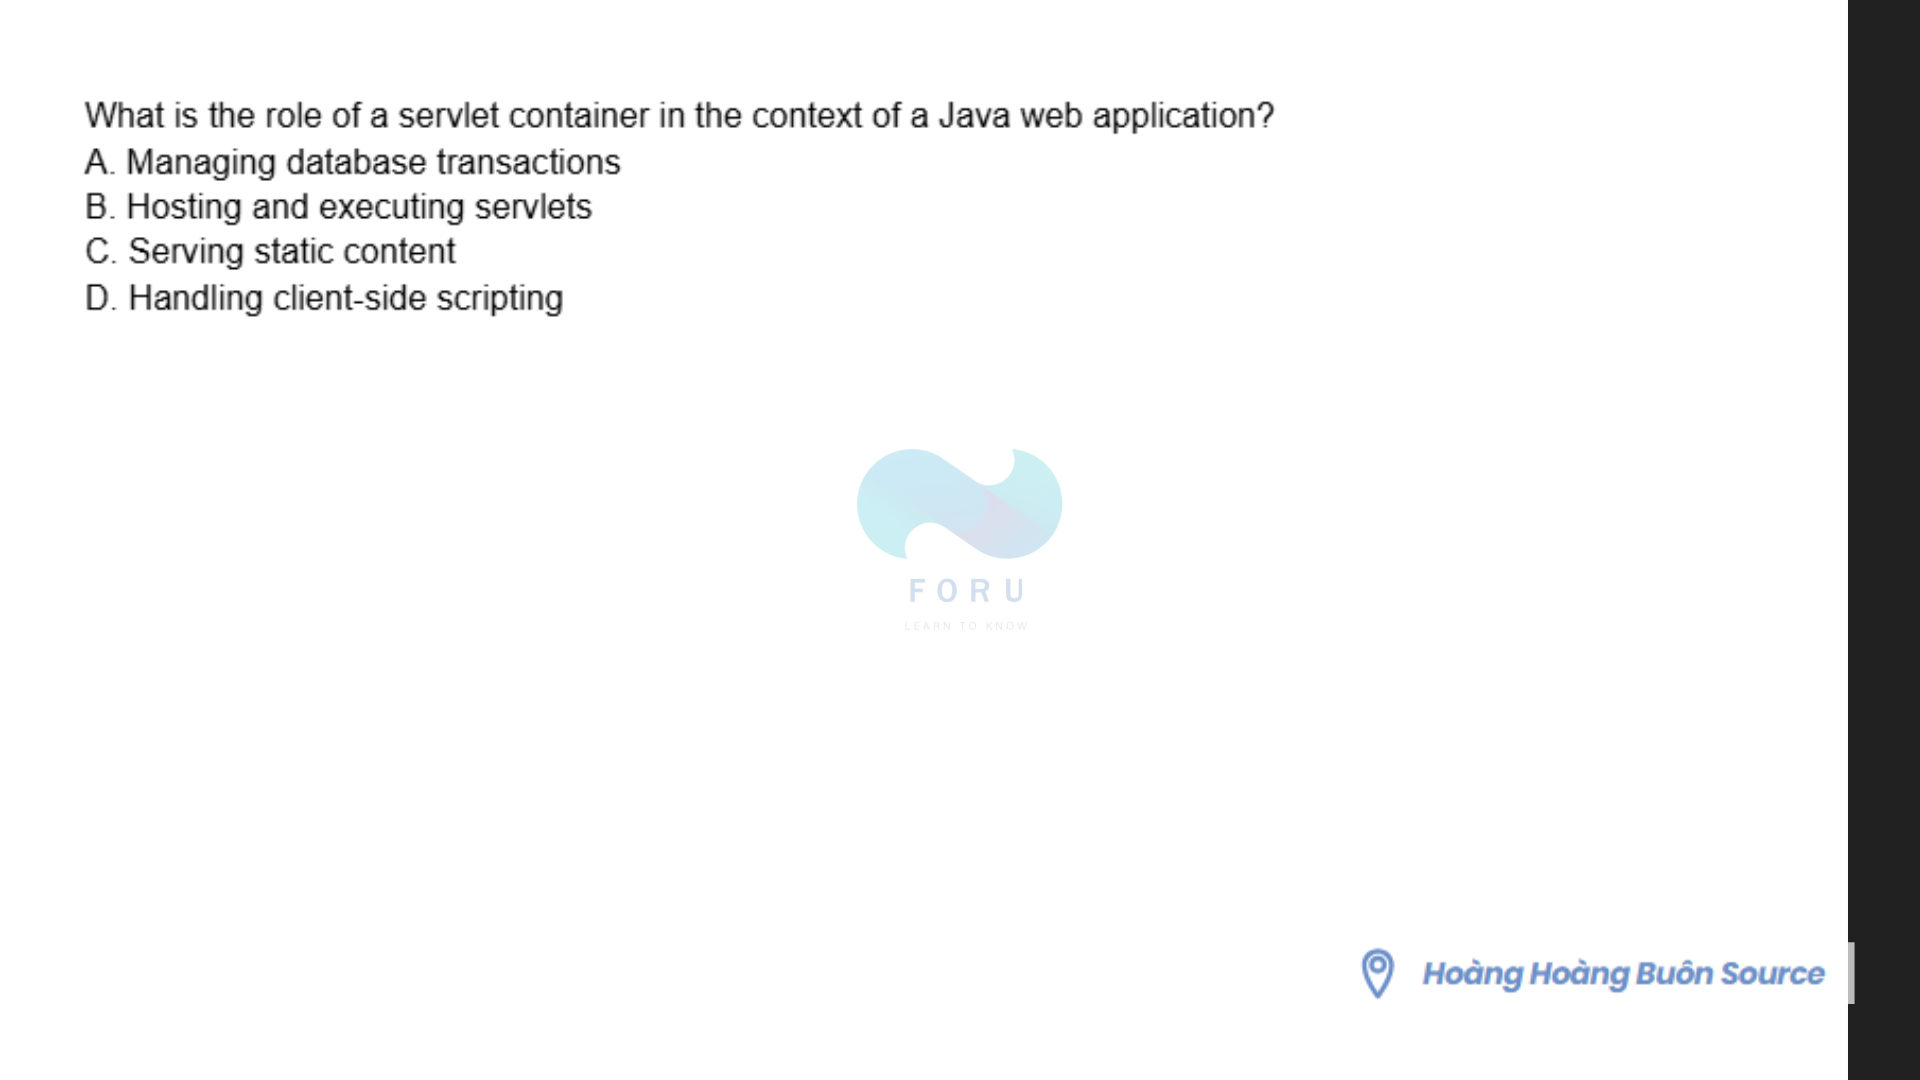 What is the role of a servlet container in the context of a Java web application?
A. Managing database transactions
B. Hosting and executing servlets
C. Serving static content
D. Handling client-side scripting
FORU
LEARN TO KNOW
Hoàng Hoàng Buôn Source